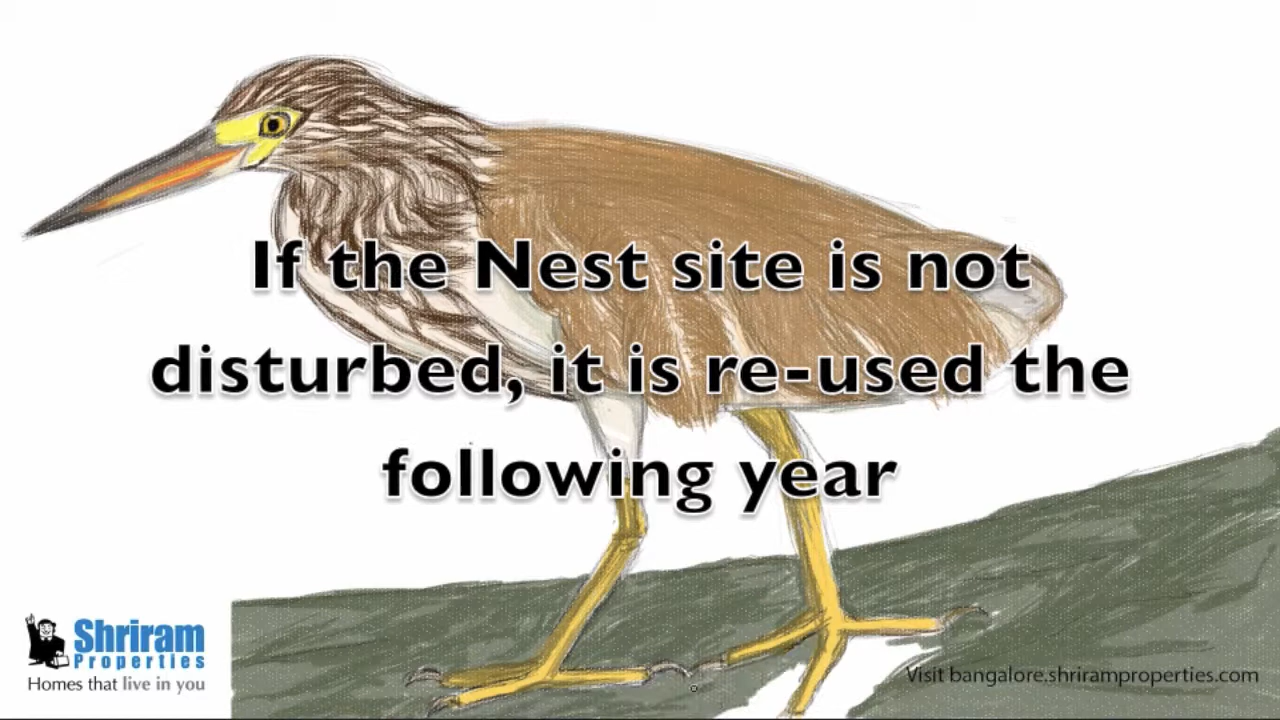 If the Nest site is not
disturbed, it is re-used the
following year
Shriram
Properties
Homes that live in you
Visit bangalore.shriramproperties.com